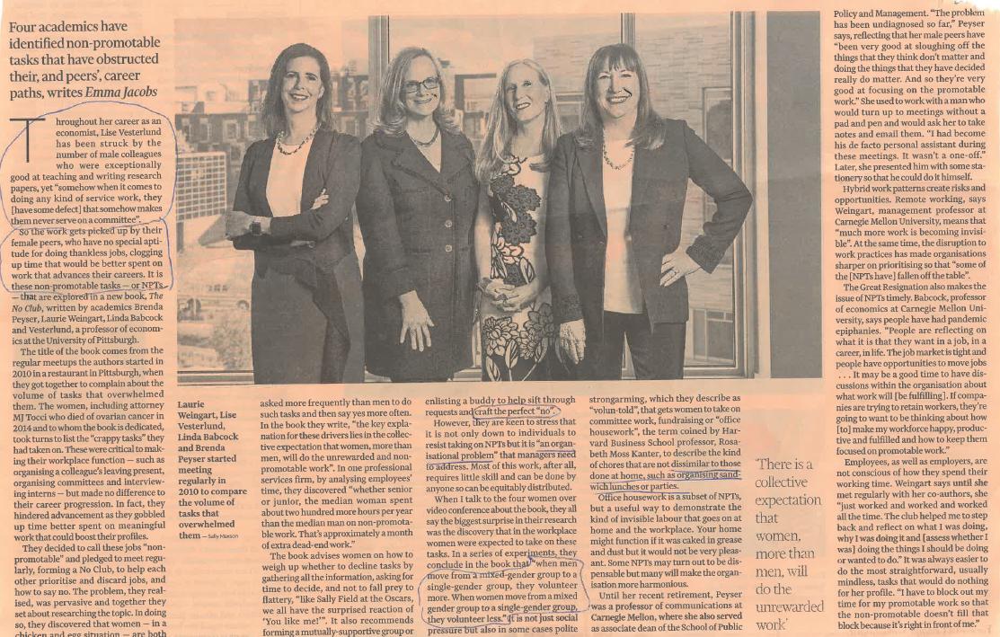 Four academics have
identified non-promotable
tasks that have obstructed
their, and peers’, career
paths, writes Emma Jacobs
Throughout her career as an
economist, Lise Vesterlund
has been struck by the
number of male colleagues
who were exceptionally
good at teaching and writing research
papers, yet “somehow when it comes to
doing any kind of service work, they
[have some defect] that somehow makes
them never serve on a committee”.
So the work gets picked up by their
female peers, who have no special apti-
tude for doing thankless jobs, clogging
up time that would be better spent on
work that advances their careers. It is
these non-promotable tasks — or NPTs
— that are explored in a new book, The
No Club, written by academics Brenda
Peyser, Laurie Weingart, Linda Babcock
and Vesterlund, a professor of econom-
ics at the University of Pittsburgh.
The title of the book comes from the
regular meetups the authors started in
2010 in a restaurant in Pittsburgh, when
they got together to complain about the
volume of tasks that overwhelmed
them. The women, including attorney
MJ Tocci who died of ovarian cancer in
2014 and to whom the book is dedicated,
took turns to list the “crappy tasks” they
had taken on. These were critical to mak-
ing their workplace function — such as
organising a colleague’s leaving present,
organising committees and interview-
ing interns — but made no difference to
their career progression. In fact, they
hindered advancement as they gobbled
up time better spent on meaningful
work that could boost their profiles.
They decided to call these jobs “non-
promotable” and pledged to meet regu-
larly, forming a No Club, to help each
other prioritise and discard jobs, and
how to say no. The problem, they real-
ised, was pervasive and together they
set about researching the topic. In doing
so, they discovered that women — in a
chicken and egg situation — are both
Laurie
Weingart, Lise
Vesterlund,
Linda Babcock
and Brenda
Peyser started
meeting
regularly in
2010 to compare
the volume of
tasks that
overwhelmed
them — Sally Maxson
asked more frequently than men to do
such tasks and then say yes more often.
In the book they write, “the key expla-
nation for these drivers lies in the collec-
tive expectation that women, more than
men, will do the unrewarded and non-
promotable work”. In one professional
services firm, by analysing employees’
time, they discovered “whether senior
or junior, the median woman spent
about two hundred more hours per year
than the median man on non-promota-
ble work. That’s approximately a month
of extra dead-end work.”
The book advises women on how to
weigh up whether to decline tasks by
gathering all the information, asking for
time to decide, and not to fall prey to
flattery, “like Sally Field at the Oscars,
we all have the surprised reaction of
‘You like me!’”. It also recommends
forming a mutually-supportive group or
enlisting a buddy to help sift through
requests and craft the perfect “no”.
However, they are keen to stress that
it is not only down to individuals to
resist taking on NPTs but it is “an organ-
isational problem” that managers need
to address. Most of this work, after all,
requires little skill and can be done by
anyone so can be equitably distributed.
When I talk to the four women over
video conference about the book, they all
say the biggest surprise in their research
was the discovery that in the workplace
women were expected to take on these
tasks. In a series of experiments, they
conclude in the book that “when men
move from a mixed-gender group to a
single-gender group, they volunteer
more. When women move from a mixed
gender group to a single-gender group,
they volunteer less.” It is not just social
pressure but also in some cases polite
strongarming, which they describe as
“volun-told”, that gets women to take on
committee work, fundraising or “office
housework”, the term coined by Har-
vard Business School professor, Rosa-
beth Moss Kanter, to describe the kind
of chores that are not dissimilar to those
done at home, such as organising sand-
wich lunches or parties.
Office housework is a subset of NPTs,
but a useful way to demonstrate the
kind of invisible labour that goes on at
home and the workplace. Your home
might function if it was caked in grease
and dust but it would not be very pleas-
ant. Some NPTs may turn out to be dis-
pensable but many will make the organ-
isation more harmonious.
Until her recent retirement, Peyser
was a professor of communications at
Carnegie Mellon, where she also served
as associate dean of the School of Public
‘There is a
collective
expectation
that
women,
more than
men, will
do the
unrewarded
work’
Policy and Management. “The problem
has been undiagnosed so far,” Peyser
says, reflecting that her male peers have
“been very good at sloughing off the
things that they think don’t matter and
doing the things that they have decided
really do matter. And so they’re very
good at focusing on the promotable
work.” She used to work with a man who
would turn up to meetings without a
pad and pen and would ask her to take
notes and email them. “I had become
his de facto personal assistant during
these meetings. It wasn’t a one-off.”
Later, she presented him with some sta-
tionery so that he could do it himself.
Hybrid work patterns create risks and
opportunities. Remote working, says
Weingart, management professor at
Carnegie Mellon University, means that
“much more work is becoming invisi-
ble”. At the same time, the disruption to
work practices has made organisations
sharper on prioritising so that “some of
the [NPTs have] fallen off the table”.
The Great Resignation also makes the
issue of NPTs timely. Babcock, professor
of economics at Carnegie Mellon Uni-
versity, says people have had pandemic
epiphanies. “People are reflecting on
what it is that they want in a job, in a
career, in life. The job market is tight and
people have opportunities to move jobs
. . . It may be a good time to have dis-
cussions within the organisation about
what work will [be fulfilling]. If compa-
nies are trying to retain workers, they’re
going to want to be thinking about how
[to] make my workforce happy, produc-
tive and fulfilled and how to keep them
focused on promotable work.”
Employees, as well as employers, are
not conscious of how they spend their
working time. Weingart says until she
met regularly with her co-authors, she
“just worked and worked and worked
all the time. The club helped me to step
back and reflect on what I was doing,
why I was doing it and [assess whether I
was] doing the things I should be doing
or wanted to do.” It was always easier to
do the most straightforward, usually
mindless, tasks that would do nothing
for her profile. “I have to block out my
time for my promotable work so that
the non-promotable doesn’t fill that
block because it’s right in front of me.”